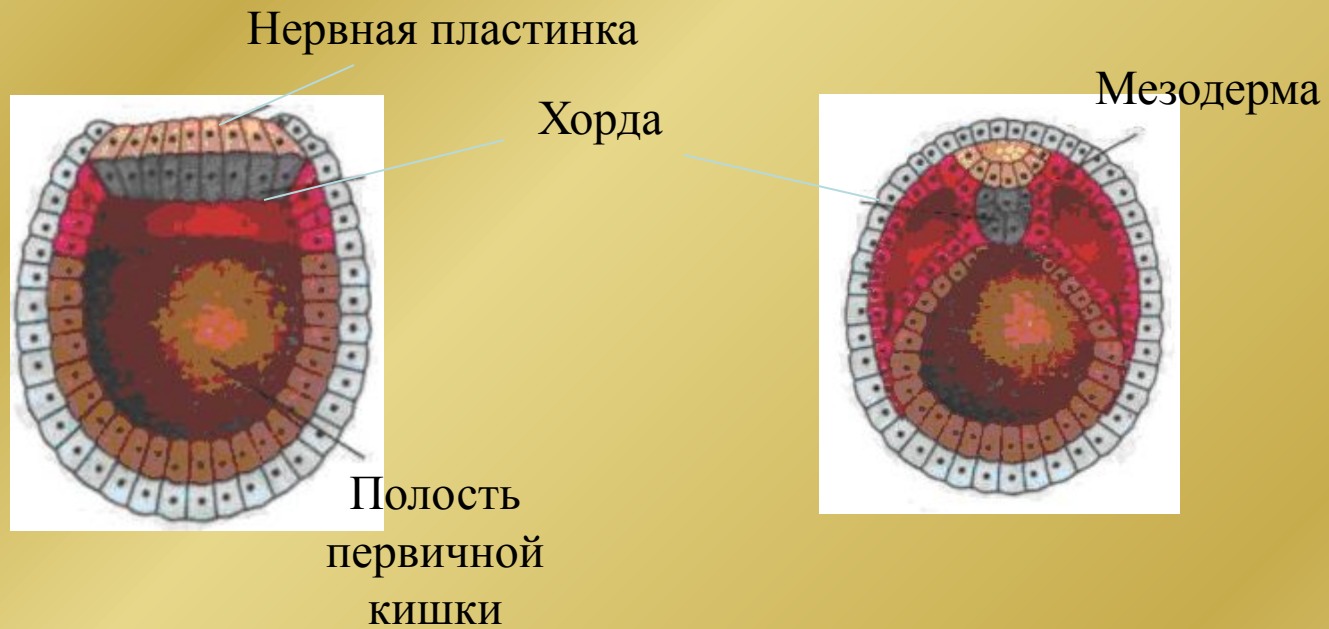 Нервная пластинка
Хорда
Мезодерма
Полость
первичной
кишки